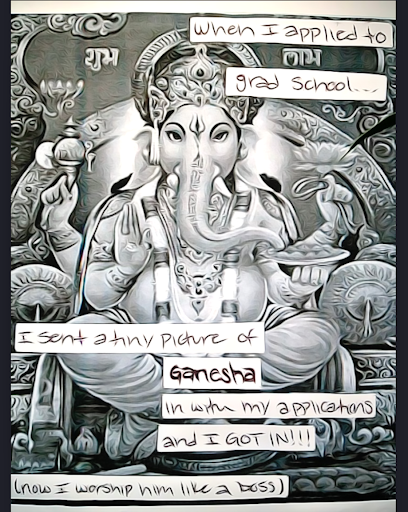 When I applied to
शुभ लाभ
grad school...
I sent a tiny picture of
Ganesha
in with my applications
and I GOT IN!!!
(now I worship him like a boss)